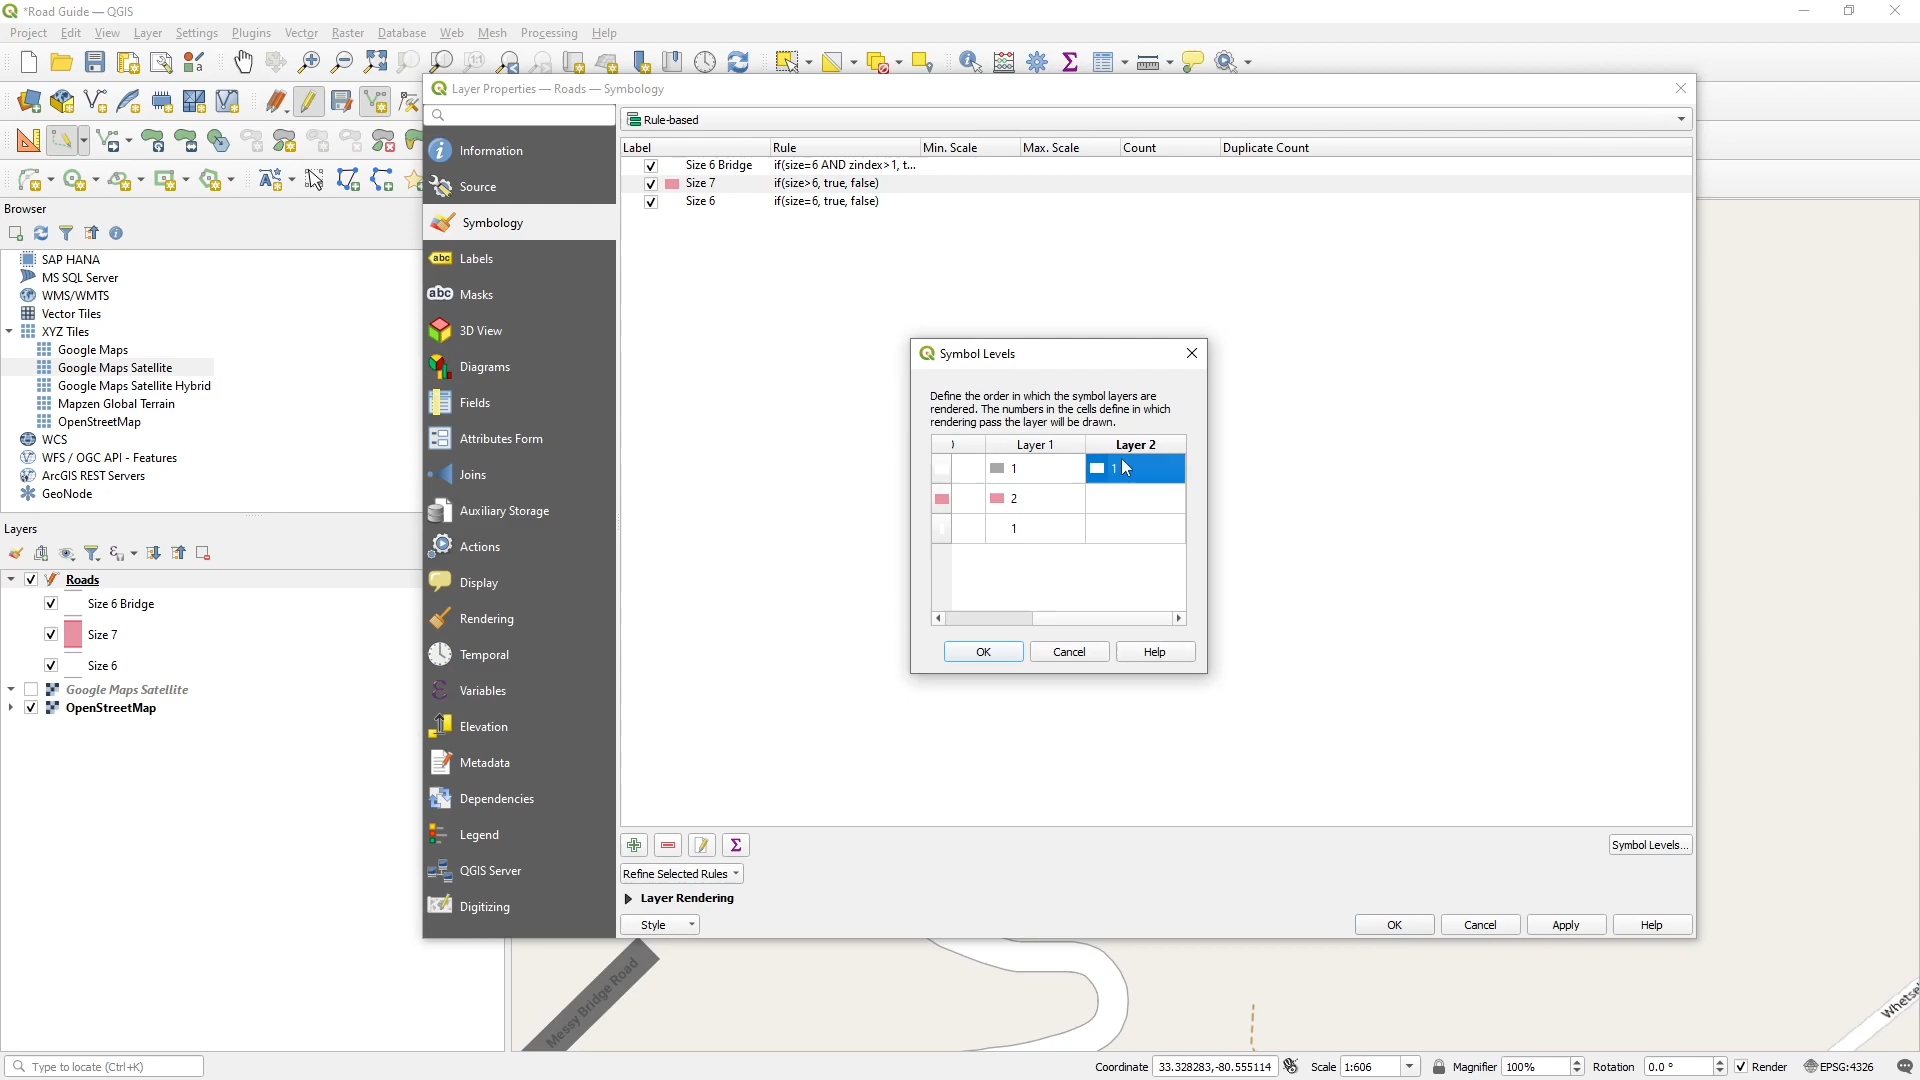 *Road Guide — QGIS
Project Edit View Layer Settings Plugins Vector Raster Database Web Mesh Processing Help
Layer Properties — Roads — Symbology
Rule-based
Information
Source
Symbology
Labels
Masks
3D View
Diagrams
Fields
Attributes Form
Joins
Auxiliary Storage
Actions
Display
Rendering
Temporal
Variables
Elevation
Metadata
Dependencies
Legend
QGIS Server
Digitizing
Label Rule Min. Scale Max. Scale Count Duplicate Count
Size 6 Bridge if(size=6 AND zindex>1, t...
Size 7 if(size>6, true, false)
Size 6 if(size=6, true, false)
Browser
SAP HANA
MS SQL Server
WMS/WMTS
Vector Tiles
XYZ Tiles
Google Maps
Google Maps Satellite
Google Maps Satellite Hybrid
Mapzen Global Terrain
OpenStreetMap
WCS
WFS / OGC API - Features
ArcGIS REST Servers
GeoNode
Layers
Roads
Size 6 Bridge
Size 7
Size 6
Google Maps Satellite
OpenStreetMap
Symbol Levels
Define the order in which the symbol layers are
rendered. The numbers in the cells define in which
rendering pass the layer will be drawn.
) Layer 1 Layer 2
1 1
2
1
OK Cancel Help
Symbol Levels...
Refine Selected Rules
Layer Rendering
Style OK Cancel Apply Help
Messy Bridge Road
Whetse
Type to locate (Ctrl+K) Coordinate 33.328283,-80.555114 Scale 1:606 Magnifier 100% Rotation 0.0 ° Render EPSG:4326